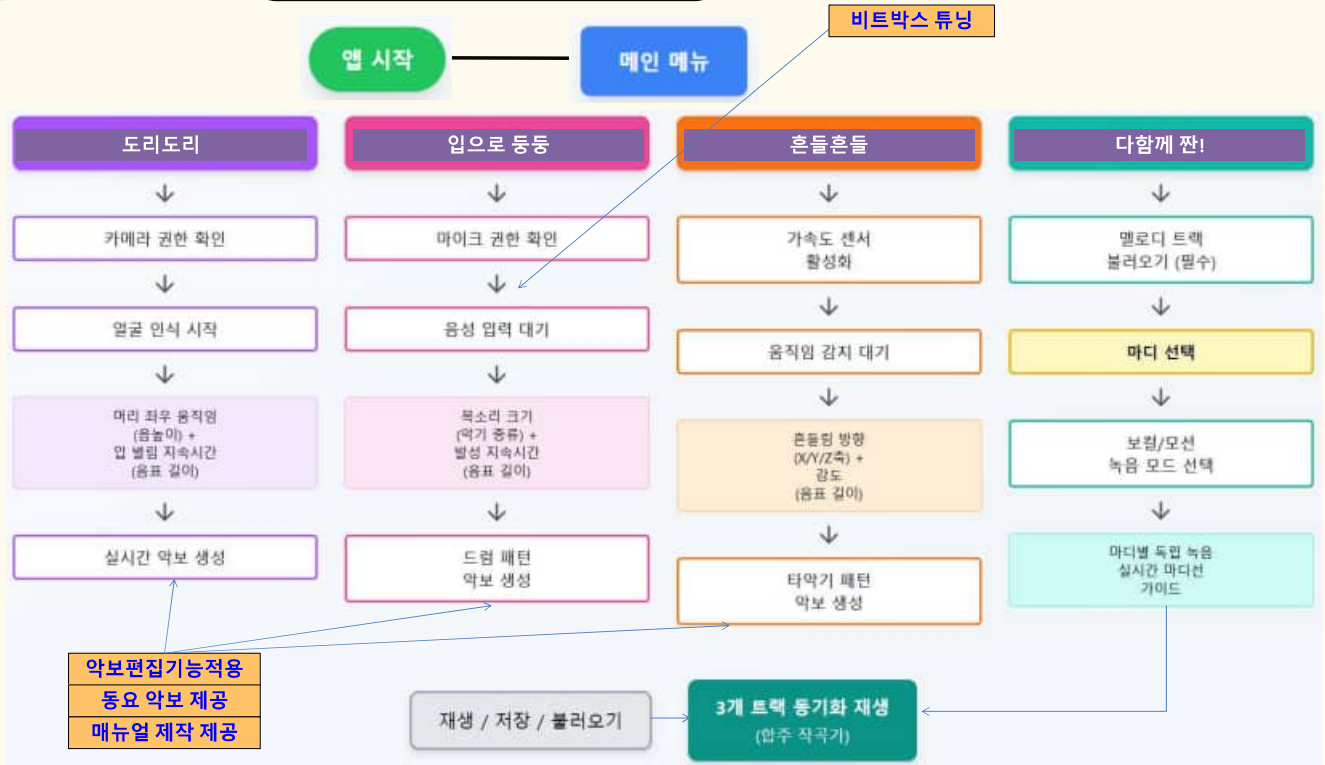 비트박스 튜닝
앱 시작
메인 메뉴
도리도리
카메라 권한 확인
얼굴 인식 시작
머리 좌우 움직임
(음높이) +
입 벌림 지속시간
(음표 길이)
실시간 악보 생성
입으로 둥둥
마이크 권한 확인
음성 입력 대기
목소리 크기
(악기 종류) +
발성 지속시간
(음표 길이)
드럼 패턴
악보 생성
흔들흔들
가속도 센서
활성화
움직임 감지 대기
흔들림 방향
(X/Y/Z축) +
강도
(음표 길이)
타악기 패턴
악보 생성
다함께 짠!
멜로디 트랙
불러오기 (필수)
마디 선택
보컬/모션
녹음 모드 선택
마디별 독립 녹음
실시간 마디선
가이드
악보편집기능적용
동요 악보 제공
매뉴얼 제작 제공
재생 / 저장 / 불러오기
3개 트랙 동기화 재생
(합주 작곡가)